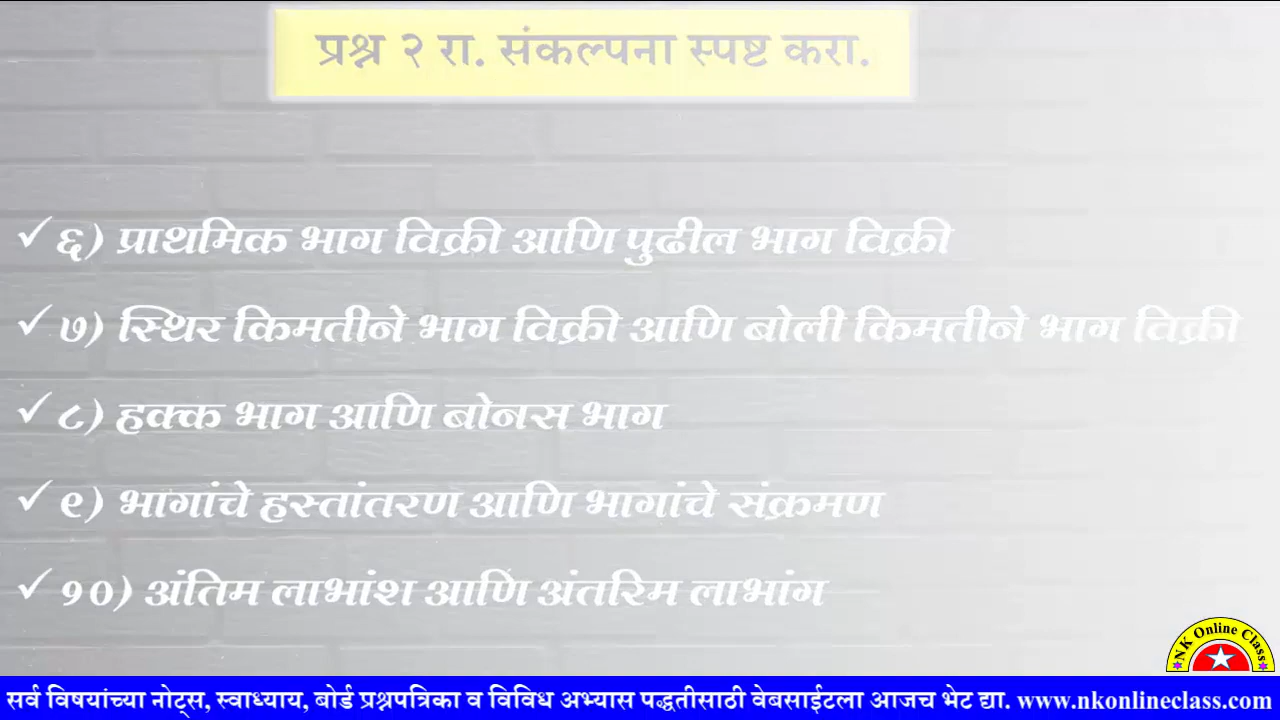 प्रश्न २ रा. संकल्पना स्पष्ट करा.
✓ ६) प्राथमिक भाग विक्री आणि पुढील भाग विक्री
✓ ७) स्थिर किमतीने भाग विक्री आणि बोली किमतीने भाग विक्री
✓ ८) हक्क भाग आणि बोनस भाग
✓ ९) भागांचे हस्तांतरण आणि भागांचे संक्रमण
✓ १०) अंतिम लाभांश आणि अंतरिम लाभांग
NK Online Class
सर्व विषयांच्या नोट्स, स्वाध्याय, बोर्ड प्रश्नपत्रिका व विविध अभ्यास पद्धतीसाठी वेबसाईटला आजच भेट द्या. www.nkonlineclass.com